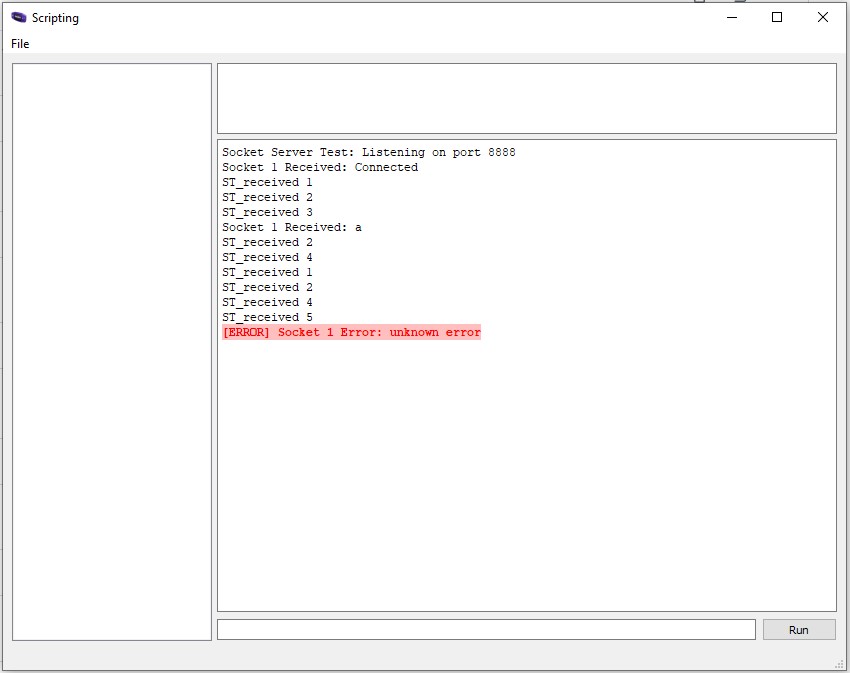 Scripting
File
Socket Server Test: Listening on port 8888
Socket 1 Received: Connected
ST_received 1
ST_received 2
ST_received 3
Socket 1 Received: a
ST_received 2
ST_received 4
ST_received 1
ST_received 2
ST_received 4
ST_received 5
[ERROR] Socket 1 Error: unknown error
Run